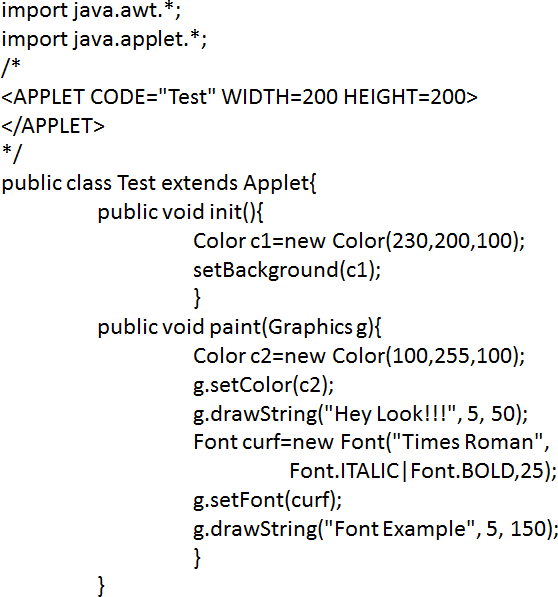 import java.awt.*;
import java.applet.*;
/*
<APPLET CODE="Test" WIDTH=200 HEIGHT=200>
</APPLET>
*/
public class Test extends Applet{
public void init(){
Color c1=new Color(230,200,100);
setBackground(c1);
}
public void paint(Graphics g){
Color c2=new Color(100,255,100);
g.setColor(c2);
g.drawString("Hey Look!!!", 5, 50);
Font curf=new Font("Times Roman",
Font.ITALIC|Font.BOLD,25);
g.setFont(curf);
g.drawString("Font Example", 5, 150);
}
}